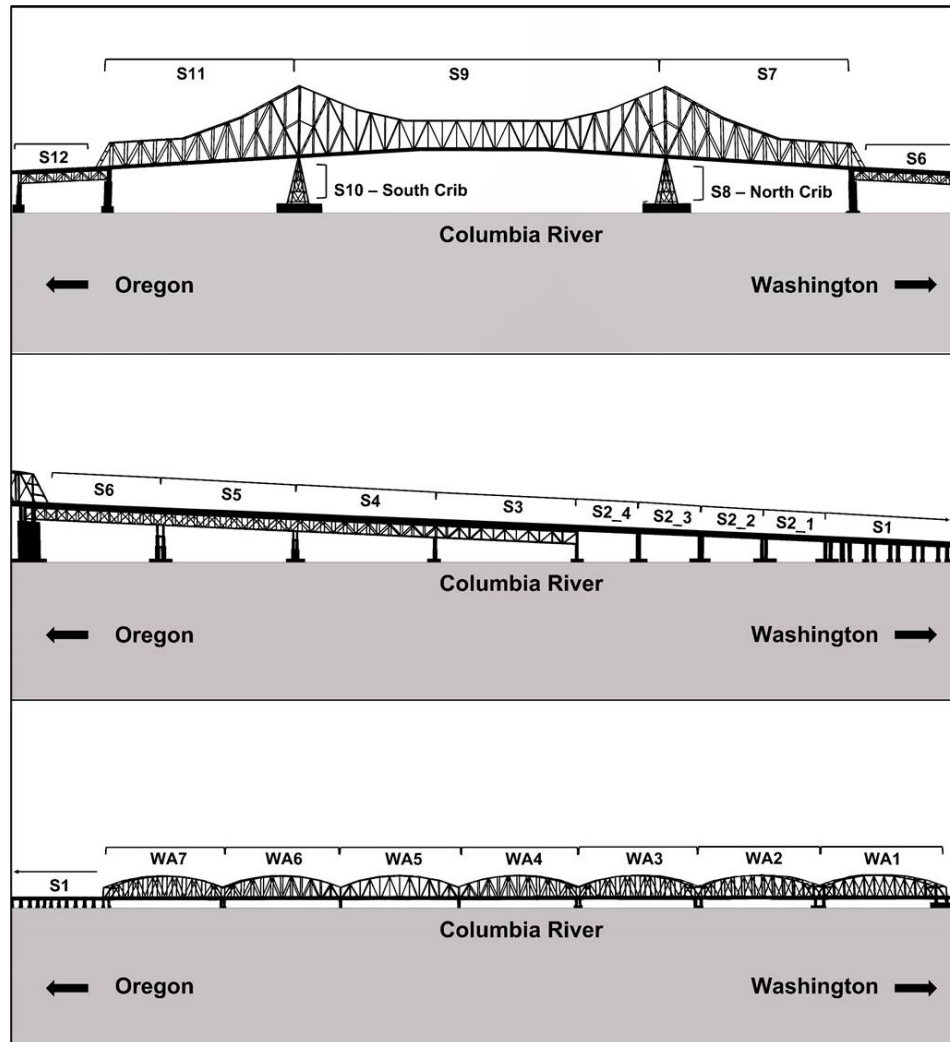 S11 S9 S7
S12 S6
S10 – South Crib S8 – North Crib
Columbia River
Oregon Washington
S6 S5 S4 S3 S2_4 S2_3 S2_2 S2_1 S1
Columbia River
Oregon Washington
WA7 WA6 WA5 WA4 WA3 WA2 WA1
S1
Columbia River
Oregon Washington